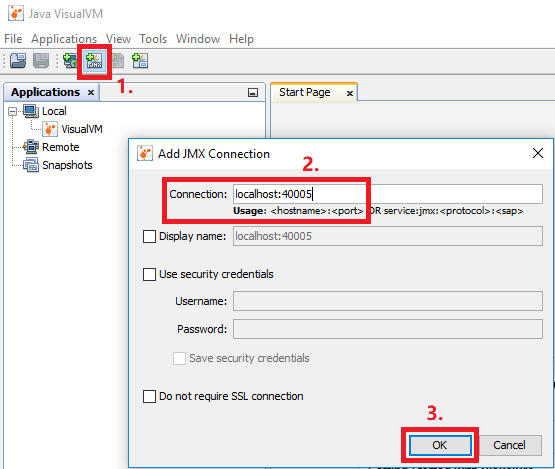 Java VisualVM
File Applications View Tools Window Help
1.
Applications x
Start Page x
Local
VisualVM
Remote
Snapshots
Add JMX Connection
2.
Connection: localhost:40005
Usage: <hostname>:<port> OR service:jmx:<protocol>:<sap>
Display name: localhost:40005
Use security credentials
Username:
Password:
Save security credentials
Do not require SSL connection
3.
OK Cancel